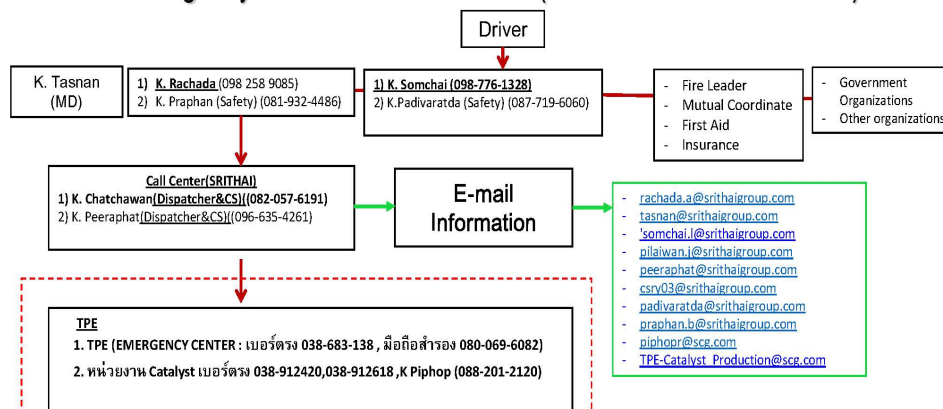 Driver
K. Tasnan
(MD)
1) K. Rachada (098 258 9085)
2) K. Praphan (Safety) (081-932-4486)
1) K. Somchai (098-776-1328)
2) K.Padivaratda (Safety) (087-719-6060)
- Fire Leader
- Mutual Coordinate
- First Aid
- Insurance
- Government
Organizations
- Other organizations
Call Center(SRITHAI)
1) K. Chatchawan(Dispatcher&CS)((082-057-6191)
2) K. Peeraphat(Dispatcher&CS)((096-635-4261)
E-mail
Information
- rachada.a@srithaigroup.com
- tasnan@srithaigroup.com
- 'somchai.l@srithaigroup.com
- pilaiwan.j@srithaigroup.com
- peeraphat@srithaigroup.com
- csry03@srithaigroup.com
- padivaratda@srithaigroup.com
- praphan.b@srithaigroup.com
- piphopr@scg.com
- TPE-Catalyst_Production@scg.com
TPE
1. TPE (EMERGENCY CENTER : เบอร์ตรง 038-683-138 , มือถือสำรอง 080-069-6082)
2. หน่วยงาน Catalyst เบอร์ตรง 038-912420,038-912618 ,K Piphop (088-201-2120)